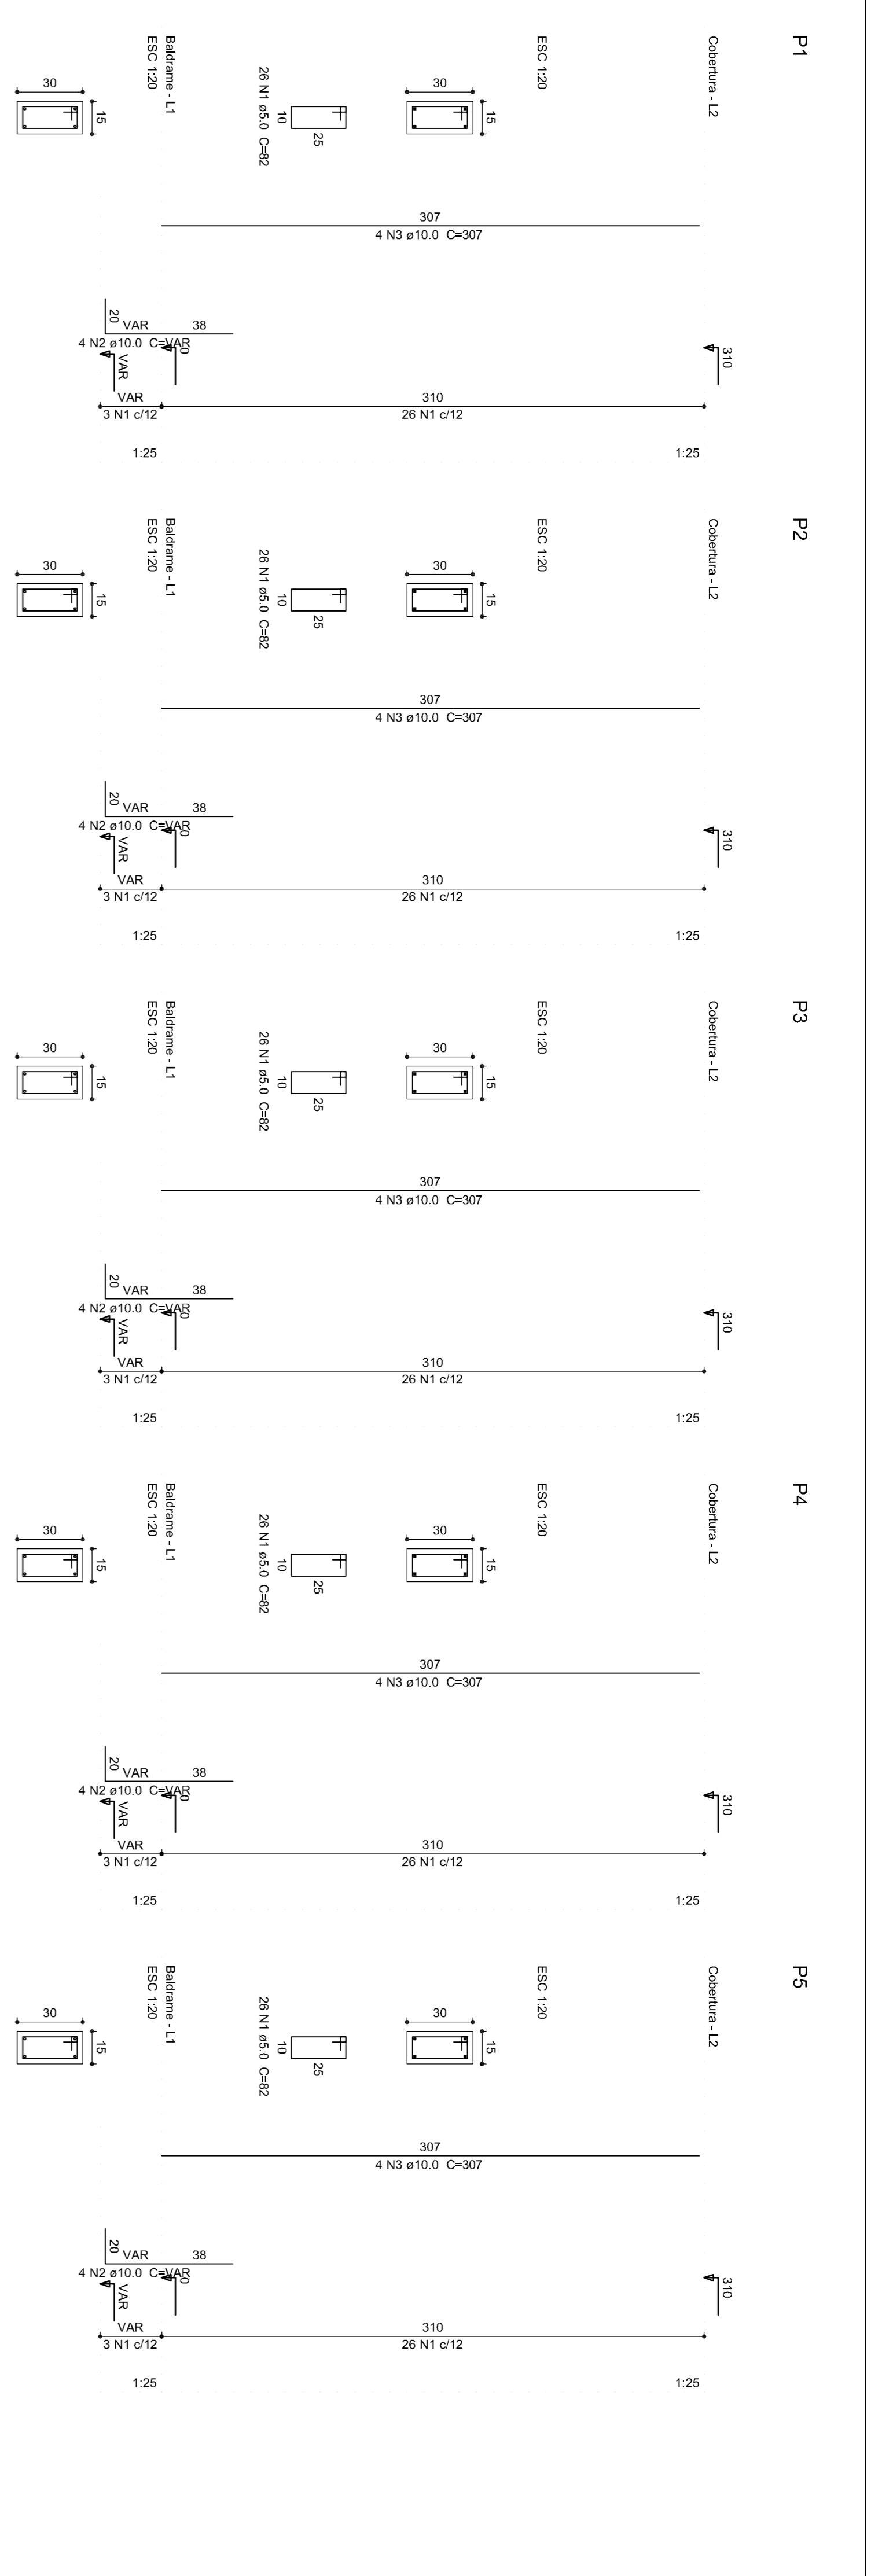 P1
Cobertura - L2
ESC 1:20
30
15
26 N1 ø5.0 C=82
10
25
Baldrame - L1
ESC 1:20
30
15
307
4 N3 ø10.0 C=307
20
VAR
38
4 N2 ø10.0 C=VAR
0
VAR
310
VAR
3 N1 c/12
310
26 N1 c/12
1:25
1:25
P2
Cobertura - L2
ESC 1:20
30
15
26 N1 ø5.0 C=82
10
25
Baldrame - L1
ESC 1:20
30
15
307
4 N3 ø10.0 C=307
20
VAR
38
4 N2 ø10.0 C=VAR
0
VAR
310
VAR
3 N1 c/12
310
26 N1 c/12
1:25
1:25
P3
Cobertura - L2
ESC 1:20
30
15
26 N1 ø5.0 C=82
10
25
Baldrame - L1
ESC 1:20
30
15
307
4 N3 ø10.0 C=307
20
VAR
38
4 N2 ø10.0 C=VAR
0
VAR
310
VAR
3 N1 c/12
310
26 N1 c/12
1:25
1:25
P4
Cobertura - L2
ESC 1:20
30
15
26 N1 ø5.0 C=82
10
25
Baldrame - L1
ESC 1:20
30
15
307
4 N3 ø10.0 C=307
20
VAR
38
4 N2 ø10.0 C=VAR
0
VAR
310
VAR
3 N1 c/12
310
26 N1 c/12
1:25
1:25
P5
Cobertura - L2
ESC 1:20
30
15
26 N1 ø5.0 C=82
10
25
Baldrame - L1
ESC 1:20
30
15
307
4 N3 ø10.0 C=307
20
VAR
38
4 N2 ø10.0 C=VAR
0
VAR
310
VAR
3 N1 c/12
310
26 N1 c/12
1:25
1:25